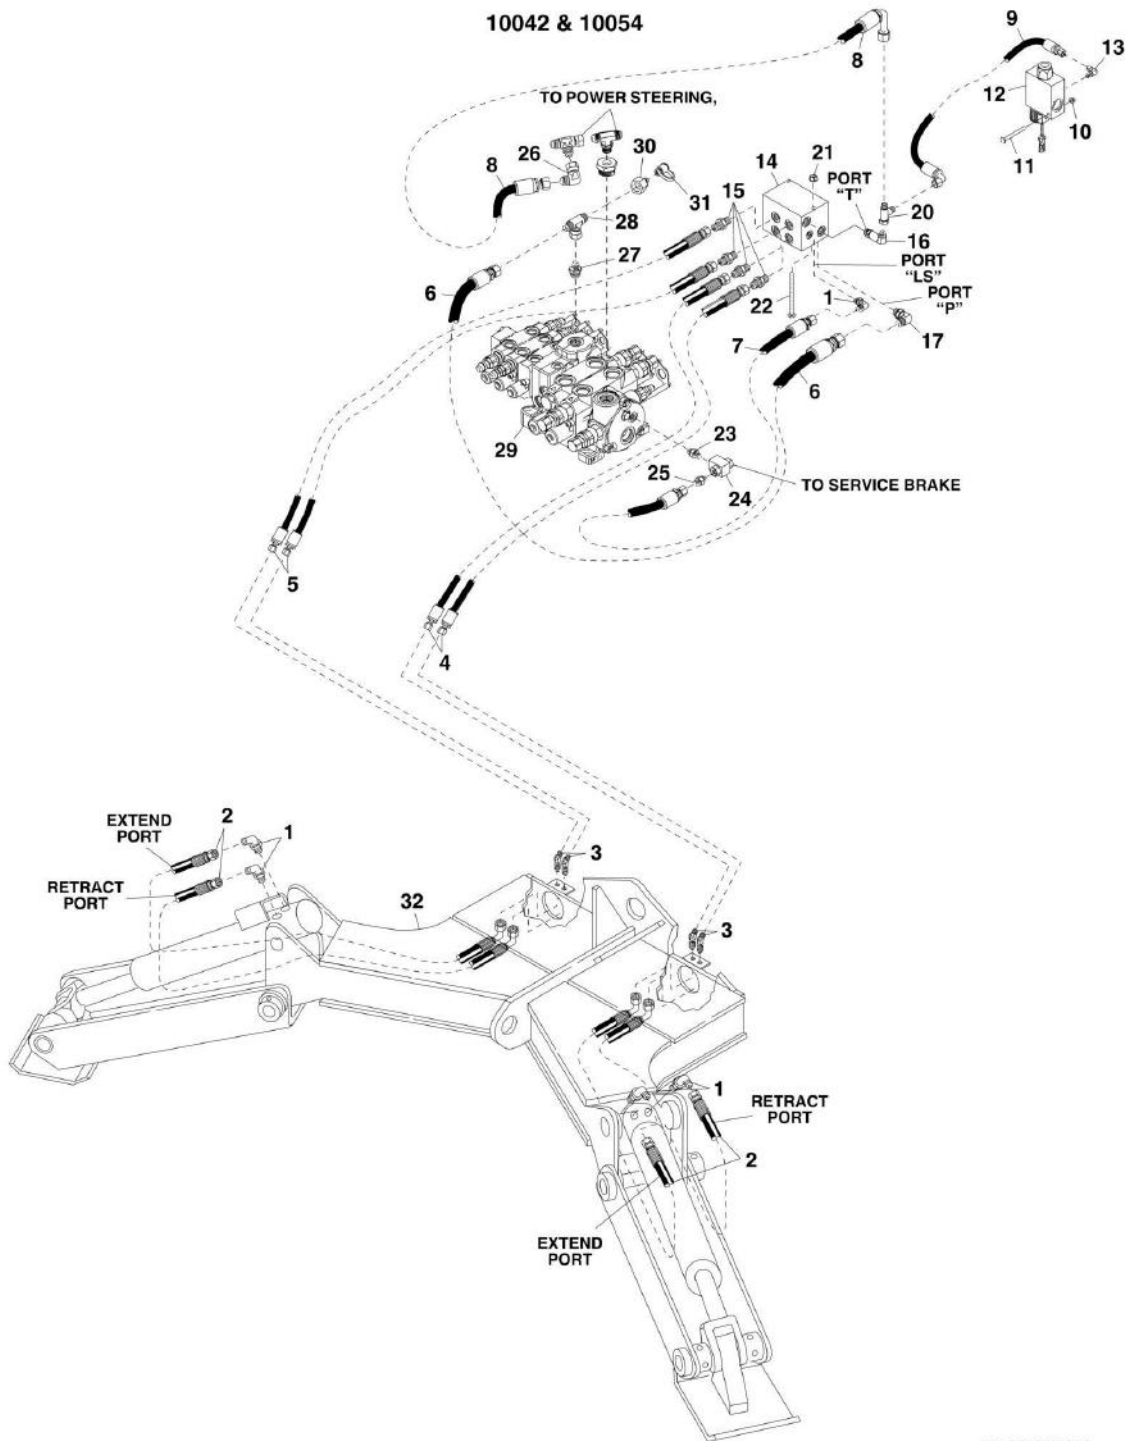 10042 & 10054
9
13
8
12
TO POWER STEERING,
10
26
30
14
21
11
8
PORT
"T"
31
15
20
28
16
27
PORT
"LS"
6
22
1
PORT
"P"
7
17
6
29
23
25
24
TO SERVICE BRAKE
5
4
EXTEND
PORT
2
1
3
RETRACT
PORT
32
3
1
RETRACT
PORT
2
EXTEND
PORT